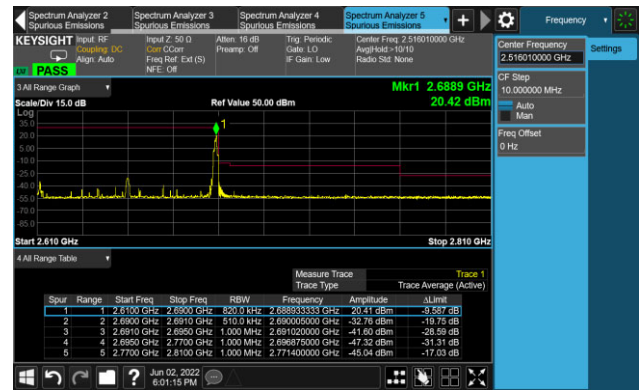 Spectrum Analyzer 2
Spurious Emissions
Spectrum Analyzer 3
Spurious Emissions
Spectrum Analyzer 4
Spurious Emissions
Spectrum Analyzer 5
Spurious Emissions
Frequency
KEYSIGHT
Input: RF
Coupling: DC
Align: Auto
Input Z: 50 Ω
Corr CCorr
Freq Ref: Ext (S)
NFE: Off
Atten: 16 dB
Preamp: Off
Trig: Periodic
Gate: LO
IF Gain: Low
Center Freq: 2.516010000 GHz
Avg|Hold:>10/10
Radio Std: None
PASS
Center Frequency
2.516010000 GHz
Settings
CF Step
10.000000 MHz
Auto
Man
Freq Offset
0 Hz
3 All Range Graph
Mkr1 2.6889 GHz
Scale/Div 15.0 dB
Ref Value 50.00 dBm
20.42 dBm
Log
35.0
20.0
5.00
-10.0
-25.0
-40.0
-55.0
-70.0
-85.0
1
Start 2.610 GHz
Stop 2.810 GHz
4 All Range Table
Measure Trace Trace 1
Trace Type Trace Average (Active)
Spur Range Start Freq Stop Freq RBW Frequency Amplitude ΔLimit
1 1 2.6100 GHz 2.6900 GHz 820.0 kHz 2.688933333 GHz 20.41 dBm -9.587 dB
2 2 2.6900 GHz 2.6910 GHz 510.0 kHz 2.690005000 GHz -32.76 dBm -19.75 dB
3 3 2.6910 GHz 2.6950 GHz 1.000 MHz 2.691020000 GHz -41.60 dBm -28.59 dB
4 4 2.6950 GHz 2.7700 GHz 1.000 MHz 2.696875000 GHz -47.32 dBm -31.31 dB
5 5 2.7700 GHz 2.8100 GHz 1.000 MHz 2.771400000 GHz -45.04 dBm -17.03 dB
Jun 02, 2022
6:01:15 PM